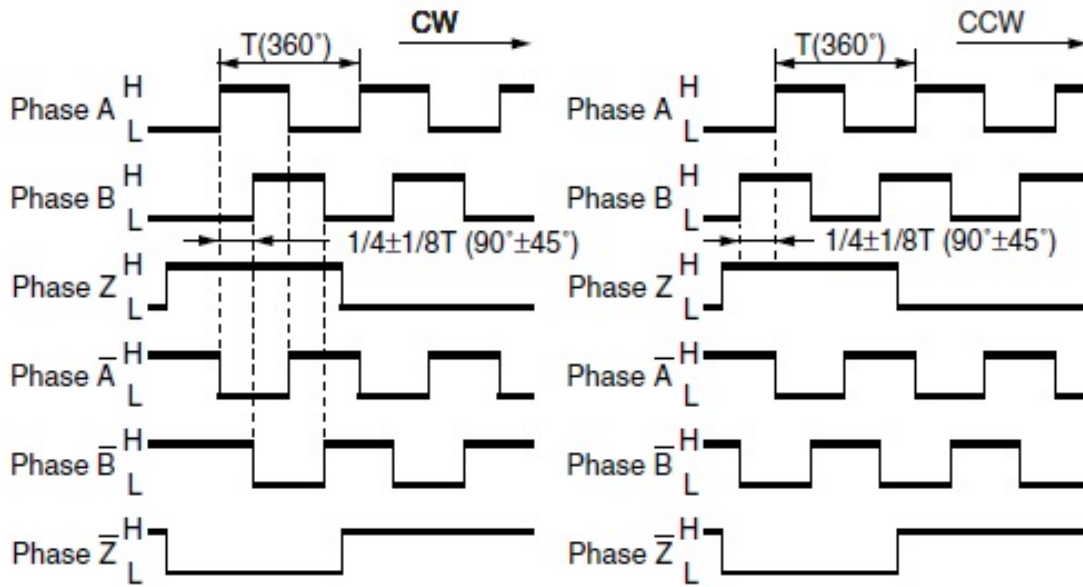 CW
T(360°)
Phase A H
L
Phase B H
L
1/4±1/8T (90°±45°)
Phase Z H
L
Phase A̅ H
L
Phase B̅ H
L
Phase Z̅ H
L
CCW
T(360°)
Phase A H
L
Phase B H
L
1/4±1/8T (90°±45°)
Phase Z H
L
Phase A̅ H
L
Phase B̅ H
L
Phase Z̅ H
L